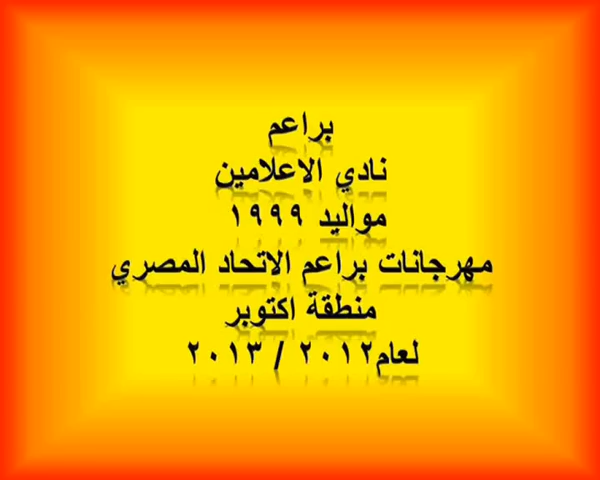 براعم
نادي الاعلامين
مواليد ١٩٩٩
مهرجانات براعم الاتحاد المصري
منطقة اكتوبر
لعام٢٠١٢ / ٢٠١٣